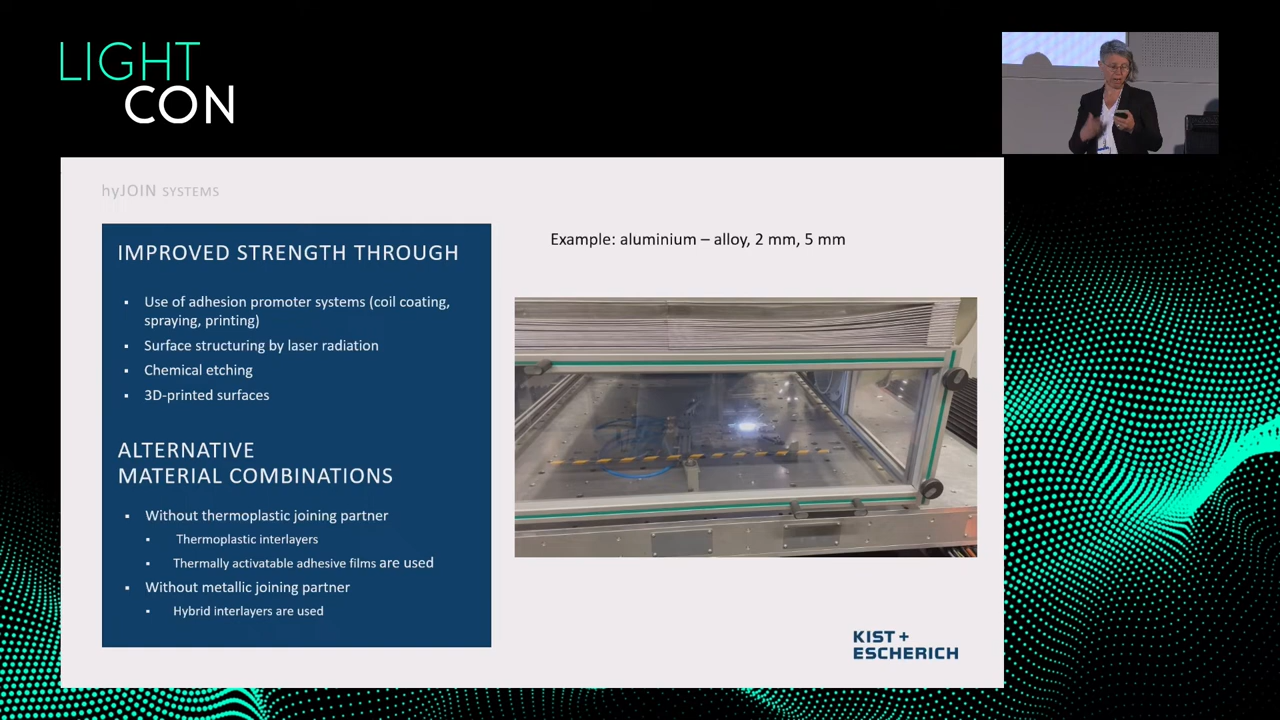 LIGHT
CON
hyJOIN SYSTEMS
IMPROVED STRENGTH THROUGH
▪ Use of adhesion promoter systems (coil coating,
spraying, printing)
▪ Surface structuring by laser radiation
▪ Chemical etching
▪ 3D-printed surfaces
ALTERNATIVE
MATERIAL COMBINATIONS
▪ Without thermoplastic joining partner
▪ Thermoplastic interlayers
▪ Thermally activatable adhesive films are used
▪ Without metallic joining partner
▪ Hybrid interlayers are used
Example: aluminium – alloy, 2 mm, 5 mm
KIST +
ESCHERICH